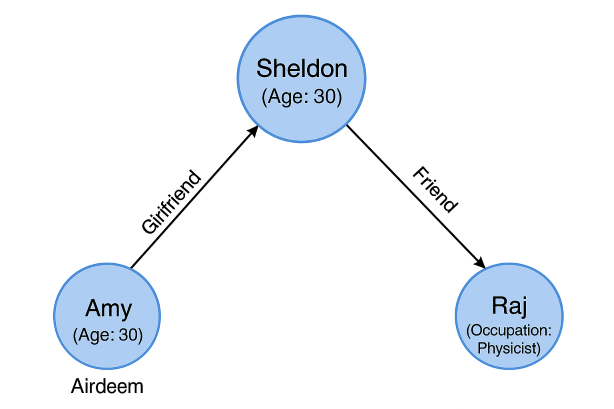 Sheldon
(Age: 30)
Girlfriend
Friend
Amy
(Age: 30)
Raj
(Occupation:
Physicist)
Airdeem